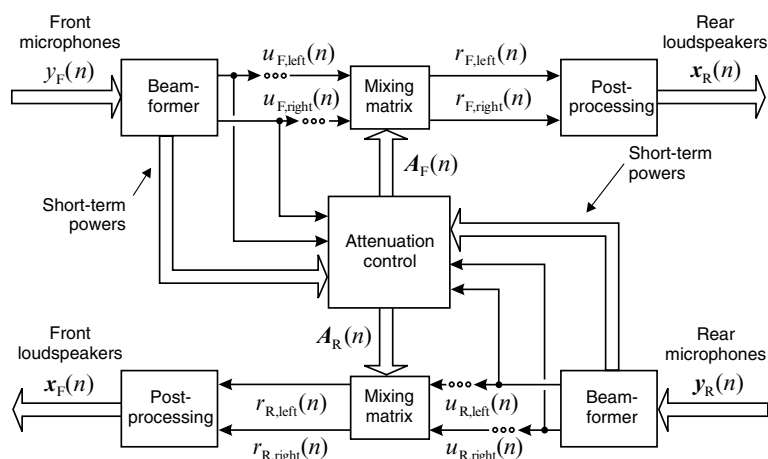 Front
microphones
y_F(n)
Beam-
former
u_F,left(n)
u_F,right(n)
Mixing
matrix
r_F,left(n)
r_F,right(n)
Post-
processing
Rear
loudspeakers
x_R(n)
Short-term
powers
A_F(n)
Short-term
powers
Attenuation
control
A_R(n)
Front
loudspeakers
x_F(n)
Post-
processing
r_R,left(n)
r_R,right(n)
Mixing
matrix
u_R,left(n)
u_R,right(n)
Beam-
former
Rear
microphones
y_R(n)